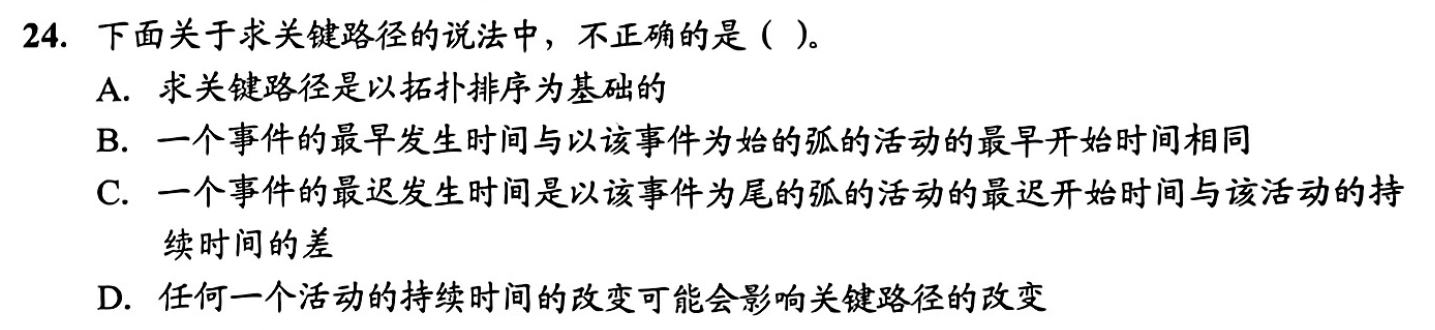 24. 下面关于求关键路径的说法中，不正确的是（ ）。
A. 求关键路径是以拓扑排序为基础的
B. 一个事件的最早发生时间与以该事件为始的弧的活动的最早开始时间相同
C. 一个事件的最迟发生时间是以该事件为尾的弧的活动的最迟开始时间与该活动的持
续时间的差
D. 任何一个活动的持续时间的改变可能会影响关键路径的改变